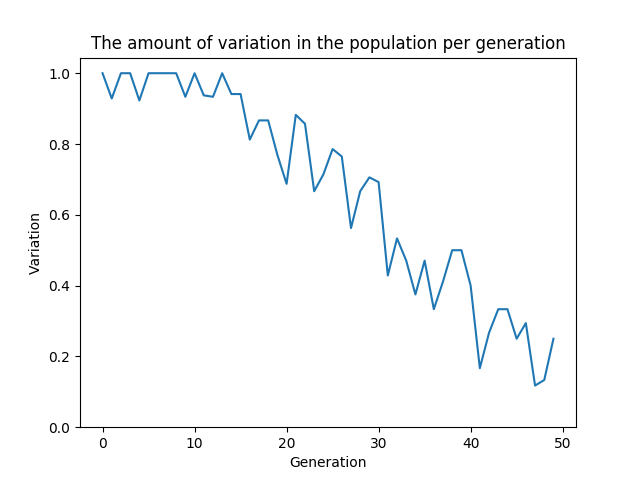 The amount of variation in the population per generation
1.0
0.8
0.6
0.4
0.2
0.0
Variation
0 10 20 30 40 50
Generation